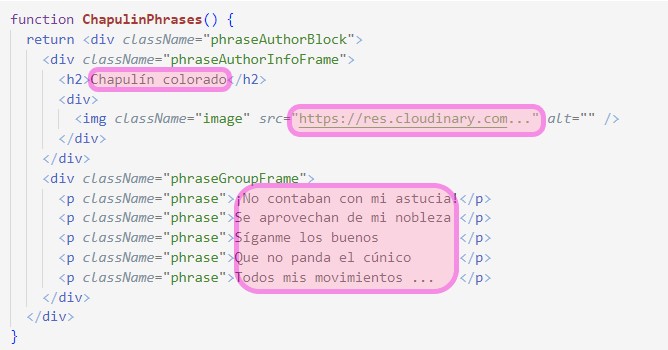 function ChapulinPhrases() {
return <div className="phraseAuthorBlock">
<div className="phraseAuthorInfoFrame">
<h2>Chapulín colorado</h2>
<div>
<img className="image" src="https://res.cloudinary.com..." alt="" />
</div>
</div>
<div className="phraseGroupFrame">
<p className="phrase">¡No contaban con mi astucia!</p>
<p className="phrase">Se aprovechan de mi nobleza </p>
<p className="phrase">Síganme los buenos </p>
<p className="phrase">Que no panda el cúnico </p>
<p className="phrase">Todos mis movimientos ... </p>
</div>
</div>
}